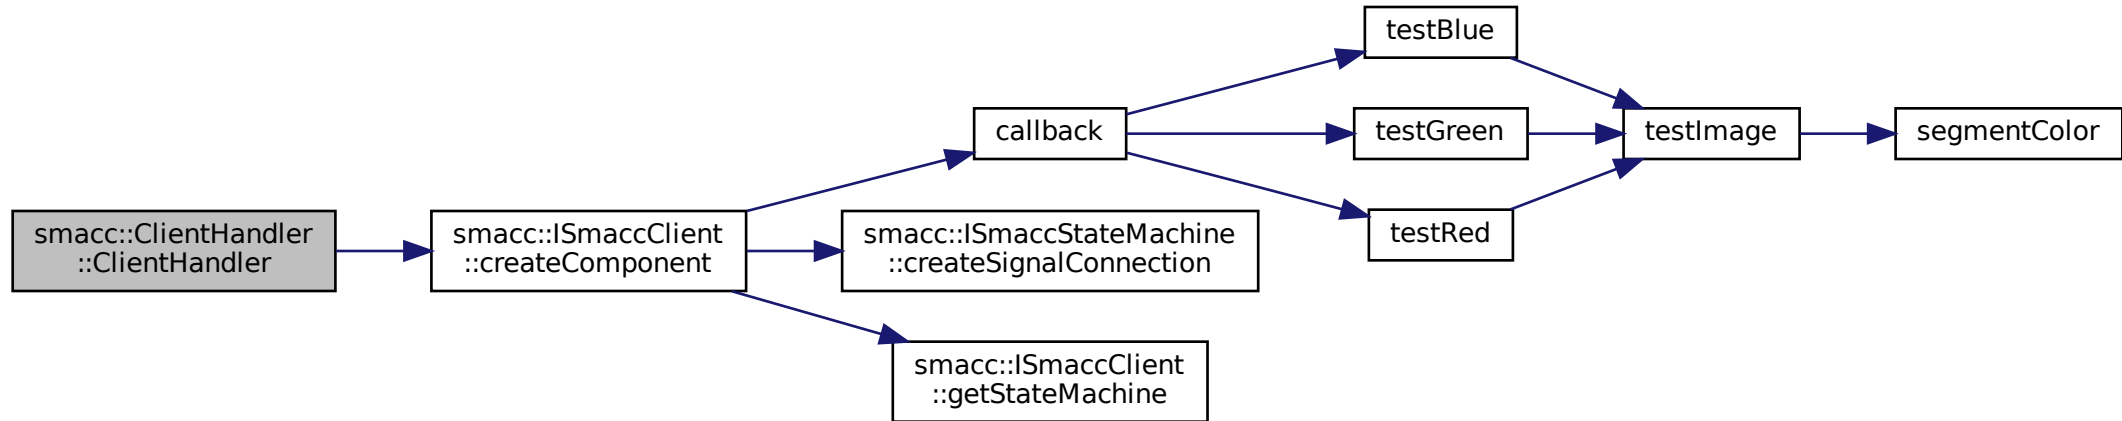 smacc::ClientHandler
::ClientHandler
smacc::ISmaccClient
::createComponent
callback
testBlue
testGreen
testRed
testImage
segmentColor
smacc::ISmaccStateMachine
::createSignalConnection
smacc::ISmaccClient
::getStateMachine